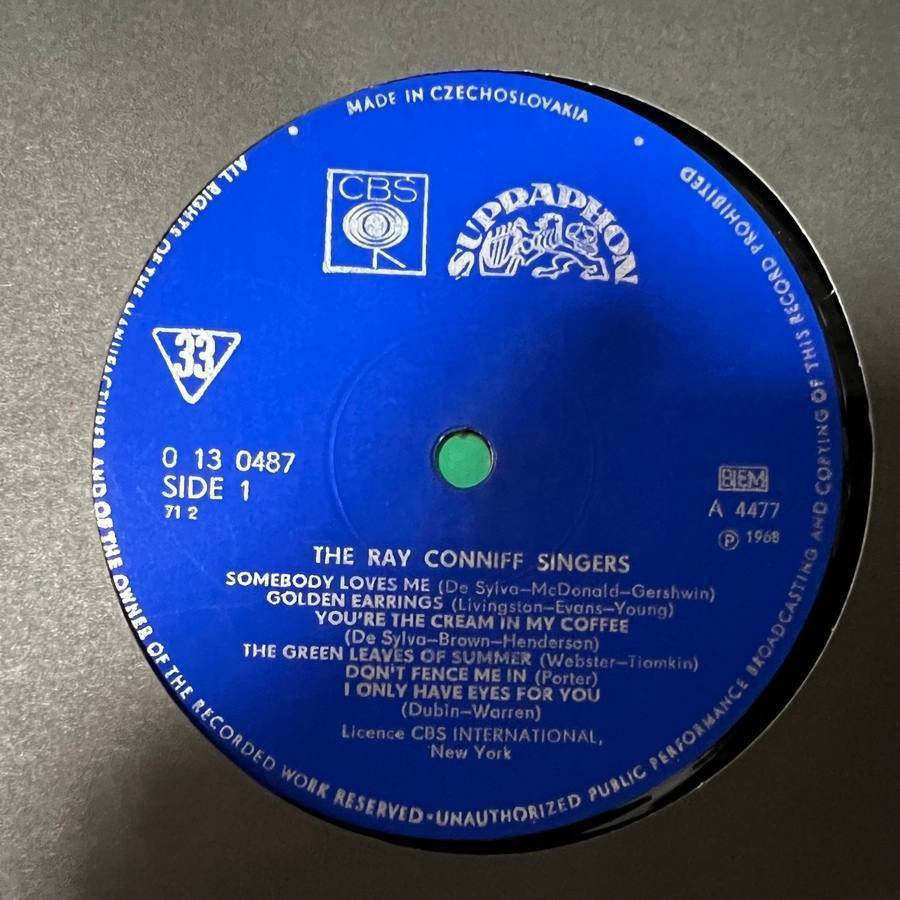 MADE IN CZECHOSLOVAKIA
CBS
SUPRAPHON
33
0 13 0487
SIDE 1
71 2
BIEM
A 4477
Ⓟ 1968
THE RAY CONNIFF SINGERS
SOMEBODY LOVES ME (De Sylva—McDonald—Gershwin)
GOLDEN EARRINGS (Livingston—Evans—Young)
YOU'RE THE CREAM IN MY COFFEE
(De Sylva—Brown—Henderson)
THE GREEN LEAVES OF SUMMER (Webster—Tiomkin)
DON'T FENCE ME IN (Porter)
I ONLY HAVE EYES FOR YOU
(Dubin—Warren)
Licence CBS INTERNATIONAL,
New York
ALL RIGHTS OF THE MANUFACTURER AND OF THE OWNER OF THE RECORDED WORK RESERVED • UNAUTHORIZED PUBLIC PERFORMANCE BROADCASTING AND COPYING OF THIS RECORD PROHIBITED